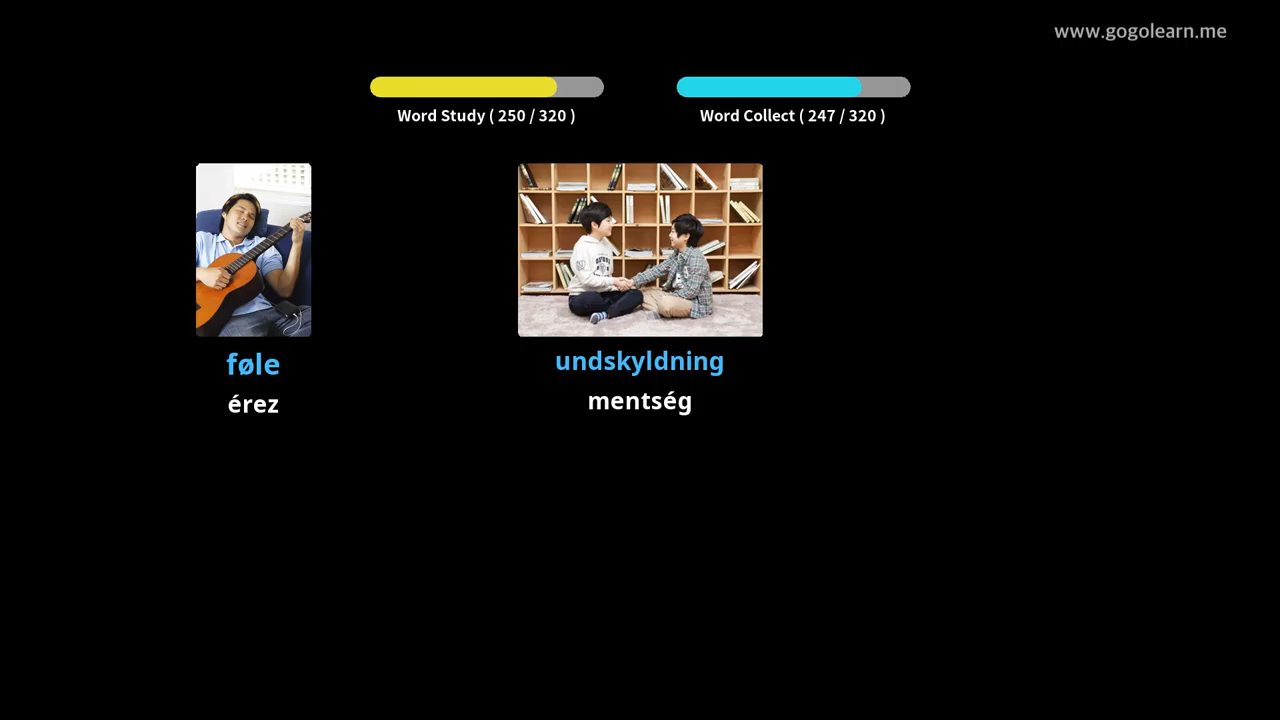 www.gogolearn.me
Word Study ( 250 / 320 )
Word Collect ( 247 / 320 )
føle
érez
undskyldning
mentség